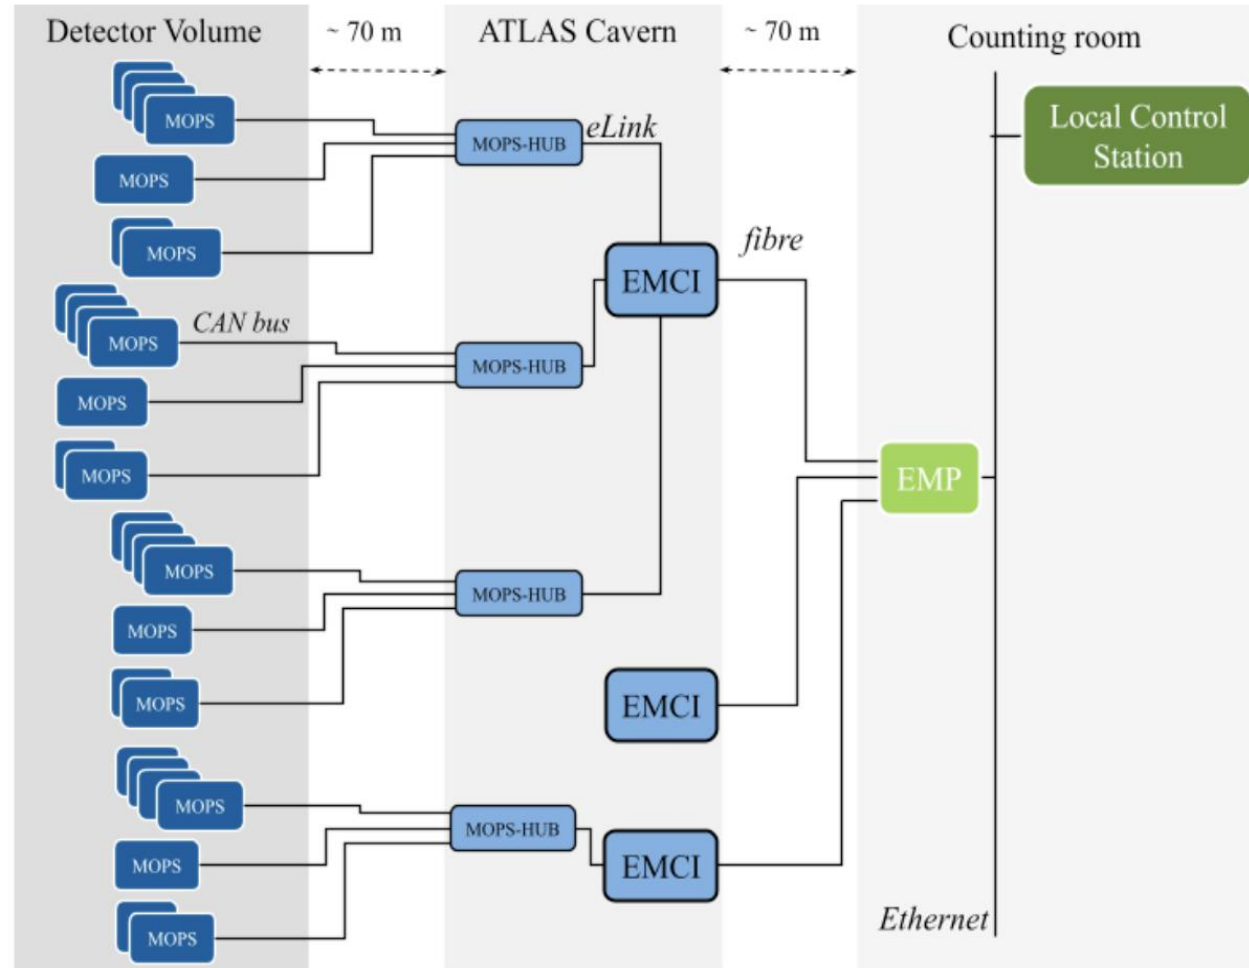 Detector Volume
~ 70 m
ATLAS Cavern
~ 70 m
Counting room
MOPS
MOPS
MOPS
MOPS-HUB
eLink
Local Control
Station
EMCI
fibre
CAN bus
MOPS
MOPS
MOPS
MOPS-HUB
EMP
MOPS
MOPS
MOPS
MOPS-HUB
EMCI
MOPS
MOPS
MOPS
MOPS-HUB
EMCI
Ethernet